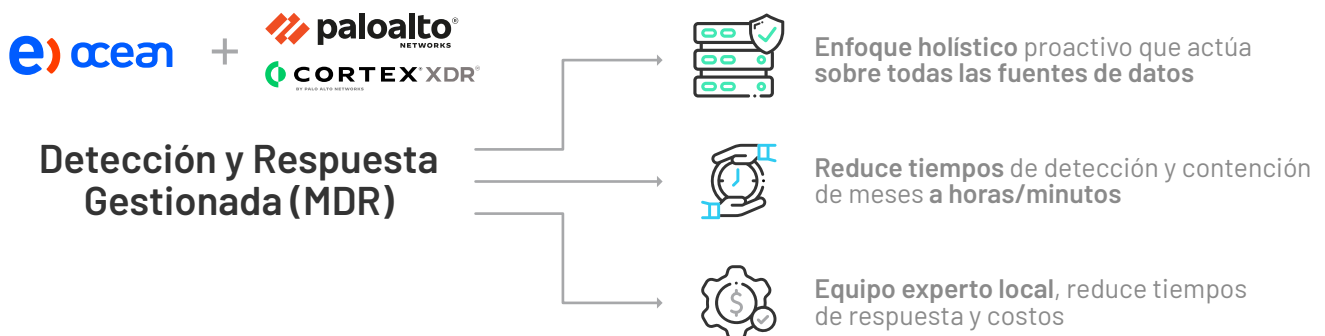 e) ocean + paloalto®
NETWORKS
CORTEX® XDR®
BY PALO ALTO NETWORKS
Detección y Respuesta
Gestionada (MDR)
Enfoque holístico proactivo que actúa
sobre todas las fuentes de datos
Reduce tiempos de detección y contención
de meses a horas/minutos
$
Equipo experto local, reduce tiempos
de respuesta y costos